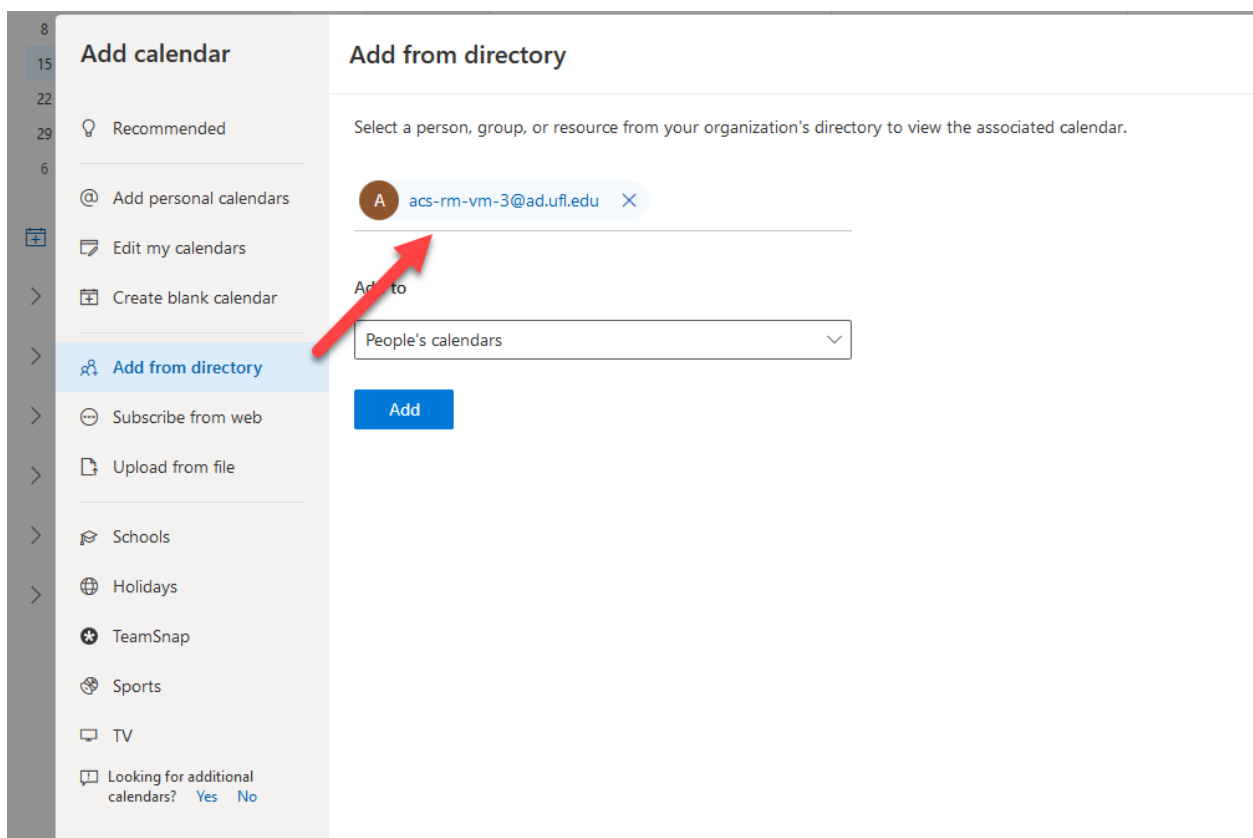 8
15
22
29
6
Add calendar
Recommended
Add personal calendars
Edit my calendars
Create blank calendar
Add from directory
Subscribe from web
Upload from file
Schools
Holidays
TeamSnap
Sports
TV
Looking for additional
calendars? Yes No
Add from directory
Select a person, group, or resource from your organization's directory to view the associated calendar.
A acs-rm-vm-3@ad.ufl.edu
Add to
People's calendars
Add